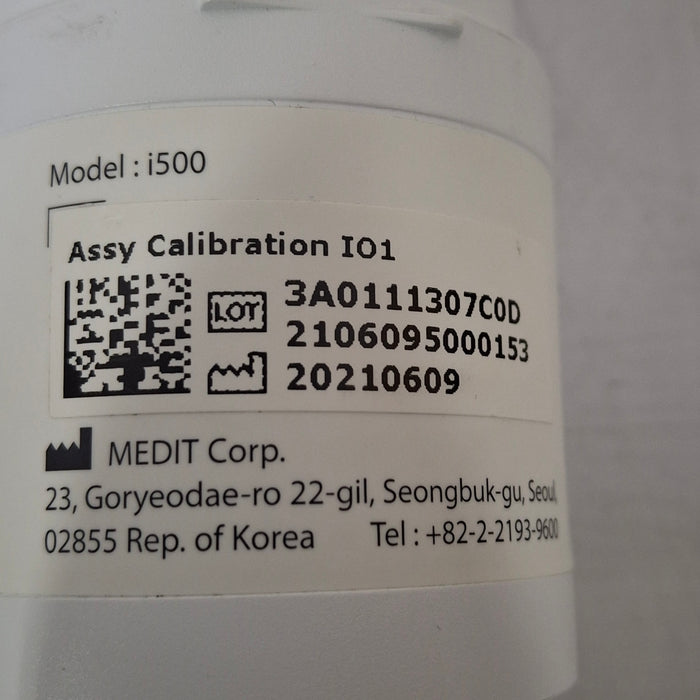 Model : i500
Assy Calibration IO1
LOT
3A0111307C0D
2106095000153
20210609
MEDIT Corp.
23, Goryeodae-ro 22-gil, Seongbuk-gu, Seoul,
02855 Rep. of Korea Tel : +82-2-2193-9600